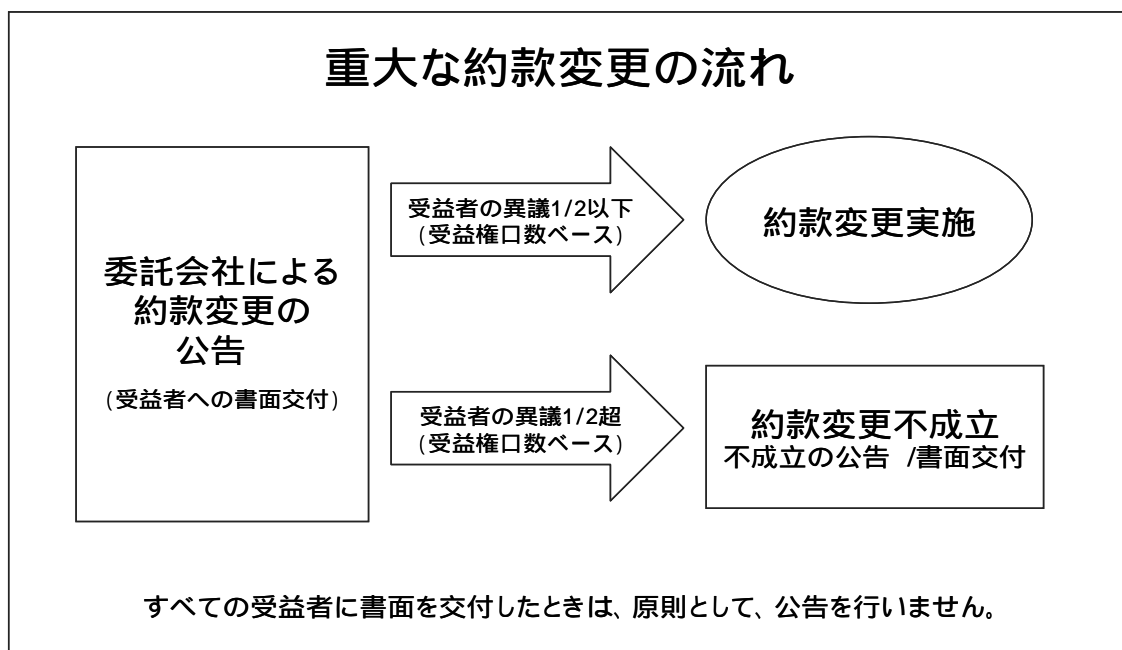 重大な約款変更の流れ
委託会社による
約款変更の
公告
(受益者への書面交付)
受益者の異議1/2以下
(受益権口数ベース)
約款変更実施
受益者の異議1/2超
(受益権口数ベース)
約款変更不成立
不成立の公告 /書面交付
すべての受益者に書面を交付したときは、原則として、公告を行いません。